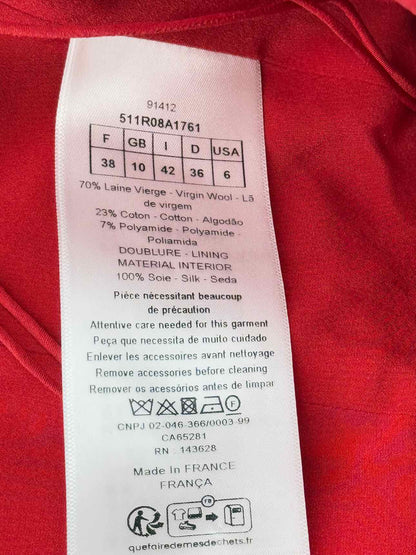 91412
511R08A1761
F GB I D USA
38 10 42 36 6
70% Laine Vierge - Virgin Wool - Lã
de virgem
23% Coton - Cotton - Algodão
7% Polyamide - Polyamide -
Poliamida
DOUBLURE - LINING
MATERIAL INTERIOR
100% Soie - Silk - Seda
Pièce nécessitant beaucoup
de précaution
Attentive care needed for this garment
Peça que necessita de muito cuidado
Enlever les accessoires avant nettoyage
Remove accessories before cleaning
Remover os acessórios antes de limpar
F
CNPJ 02-046-366/0003-99
CA65281
RN : 143628
Made In FRANCE
FRANÇA
FR
quefairedemesdechets.fr